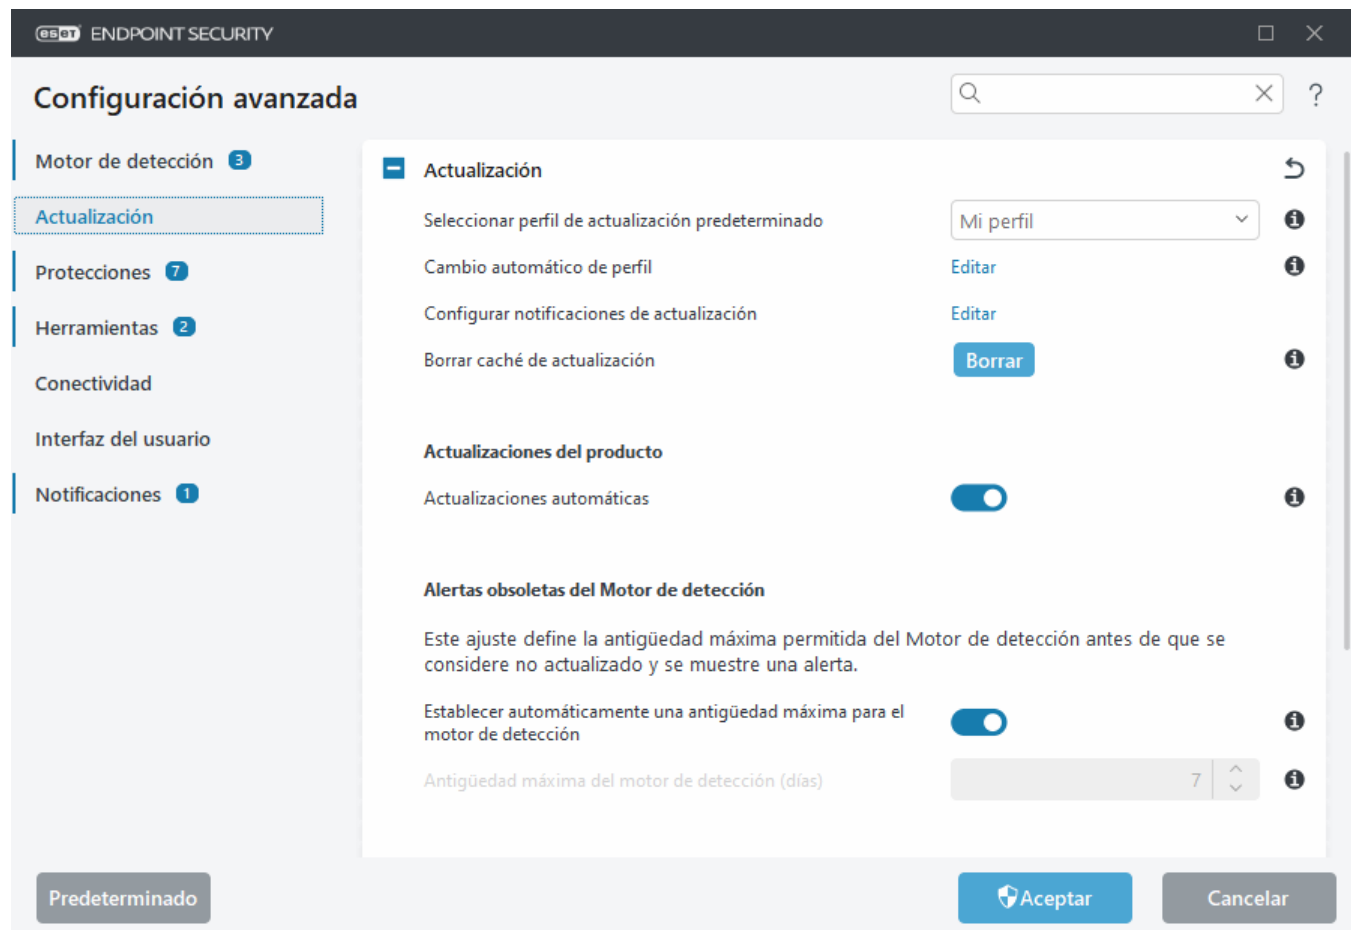 eset ENDPOINT SECURITY
Configuración avanzada
?
Motor de detección 3
Actualización
Protecciones 7
Herramientas 2
Conectividad
Interfaz del usuario
Notificaciones 1
Actualización
Seleccionar perfil de actualización predeterminado Mi perfil
Cambio automático de perfil Editar
Configurar notificaciones de actualización Editar
Borrar caché de actualización Borrar
Actualizaciones del producto
Actualizaciones automáticas
Alertas obsoletas del Motor de detección
Este ajuste define la antigüedad máxima permitida del Motor de detección antes de que se
considere no actualizado y se muestre una alerta.
Establecer automáticamente una antigüedad máxima para el
motor de detección
Antigüedad máxima del motor de detección (días) 7
Predeterminado Aceptar Cancelar